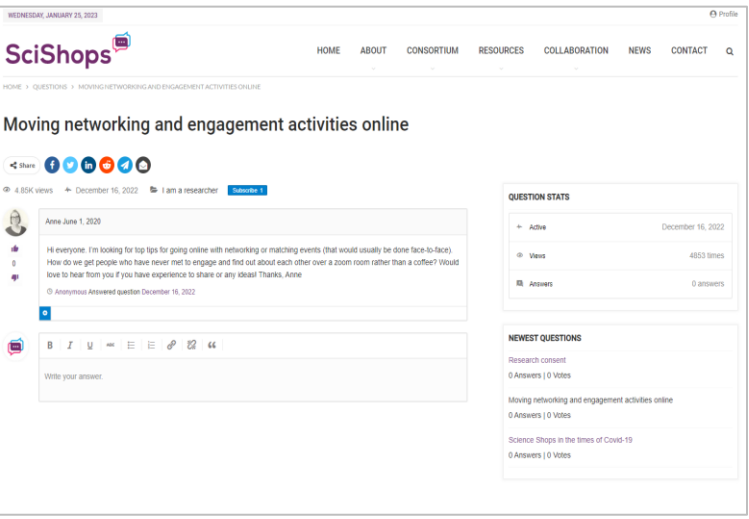 WEDNESDAY, JANUARY 25, 2023
Profile
SciShops
HOME ABOUT CONSORTIUM RESOURCES COLLABORATION NEWS CONTACT
HOME > QUESTIONS > MOVING NETWORKING AND ENGAGEMENT ACTIVITIES ONLINE
Moving networking and engagement activities online
Share
4.85K views December 16, 2022 I am a researcher Subscribe 1
Anne June 1, 2020
0
Hi everyone. I'm looking for top tips for going online with networking or matching events (that would usually be done face-to-face).
How do we get people who have never met to engage and find out about each other over a zoom room rather than a coffee? Would
love to hear from you if you have experience to share or any ideas! Thanks, Anne
Anonymous Answered question December 16, 2022
B I U
Write your answer.
QUESTION STATS
Active December 16, 2022
Views 4853 times
Answers 0 answers
NEWEST QUESTIONS
Research consent
0 Answers | 0 Votes
Moving networking and engagement activities online
0 Answers | 0 Votes
Science Shops in the times of Covid-19
0 Answers | 0 Votes